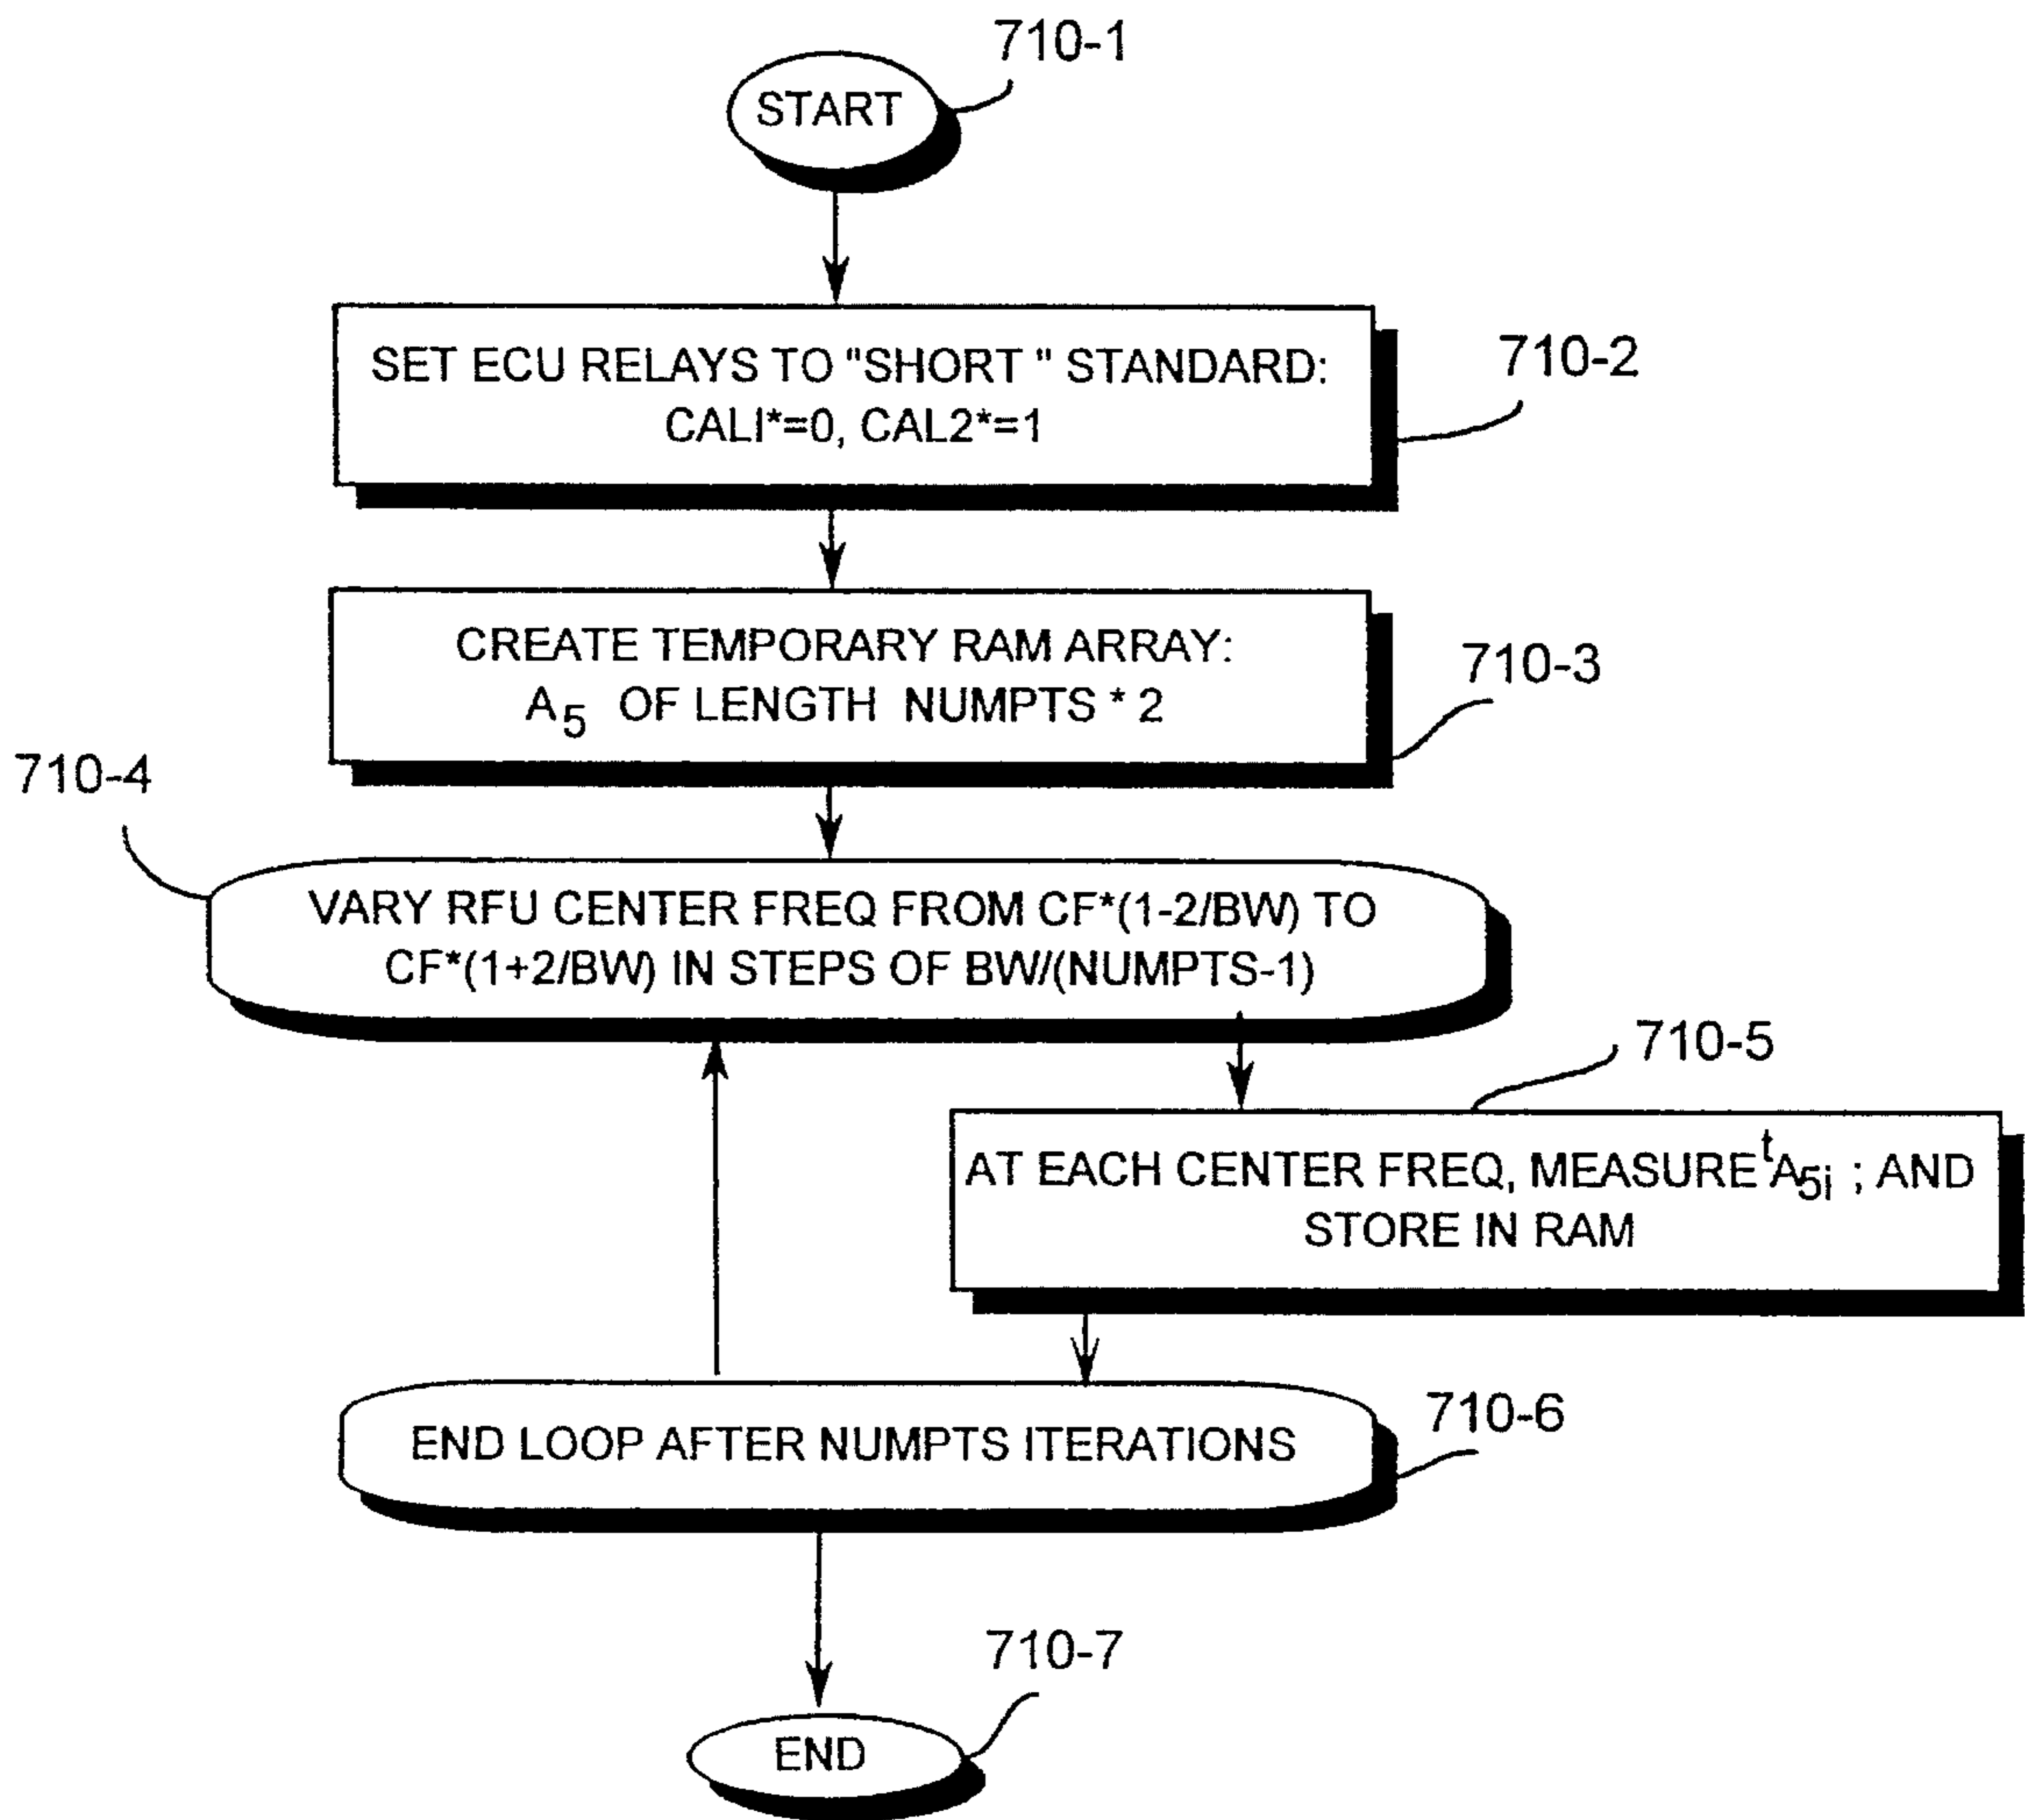 710-1
START
SET ECU RELAYS TO "SHORT " STANDARD:
CALI*=0, CAL2*=1
710-2
CREATE TEMPORARY RAM ARRAY:
A5 OF LENGTH NUMPTS * 2
710-3
710-4
VARY RFU CENTER FREQ FROM CF*(1-2/BW) TO
CF*(1+2/BW) IN STEPS OF BW/(NUMPTS-1)
710-5
AT EACH CENTER FREQ, MEASURE tA5i ; AND
STORE IN RAM
710-6
END LOOP AFTER NUMPTS ITERATIONS
710-7
END